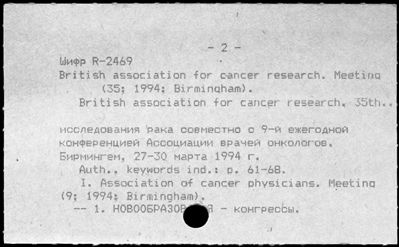 - 2 -
Шифр R-2469
British association for cancer research. Meeting
(35; 1994; Birmingham).
British association for cancer research, 35th..
исследования рака совместно с 9-й ежегодной
конференцией Ассоциации врачей онкологов.
Бирмингем, 27-30 марта 1994 г.
Auth., keywords ind.: p. 61-68.
I. Association of cancer physicians. Meeting
(9; 1994; Birmingham).
-- 1. - конгрессы.